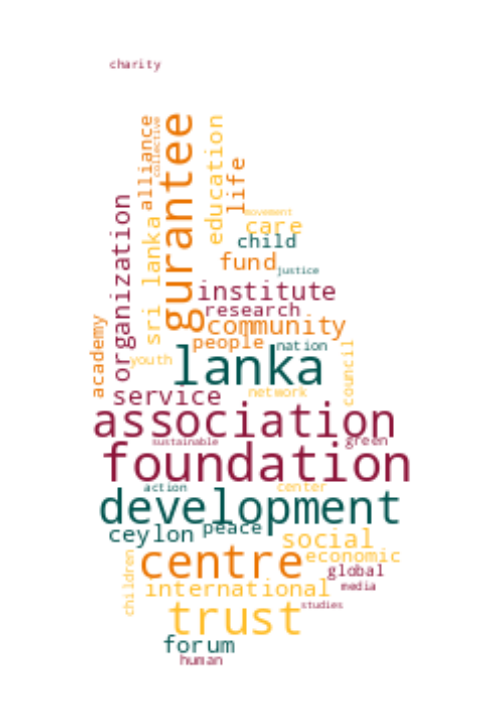 charity
alliance
collective
gurantee
education
life
movement
care
child
organization
sri lanka
fund
justice
institute
research
community
academy
people
nation
youth
lanka
council
service
network
association
sustainable
green
foundation
action
center
development
ceylon
peace
social
centre
economic
children
international
global
media
trust
studies
forum
human